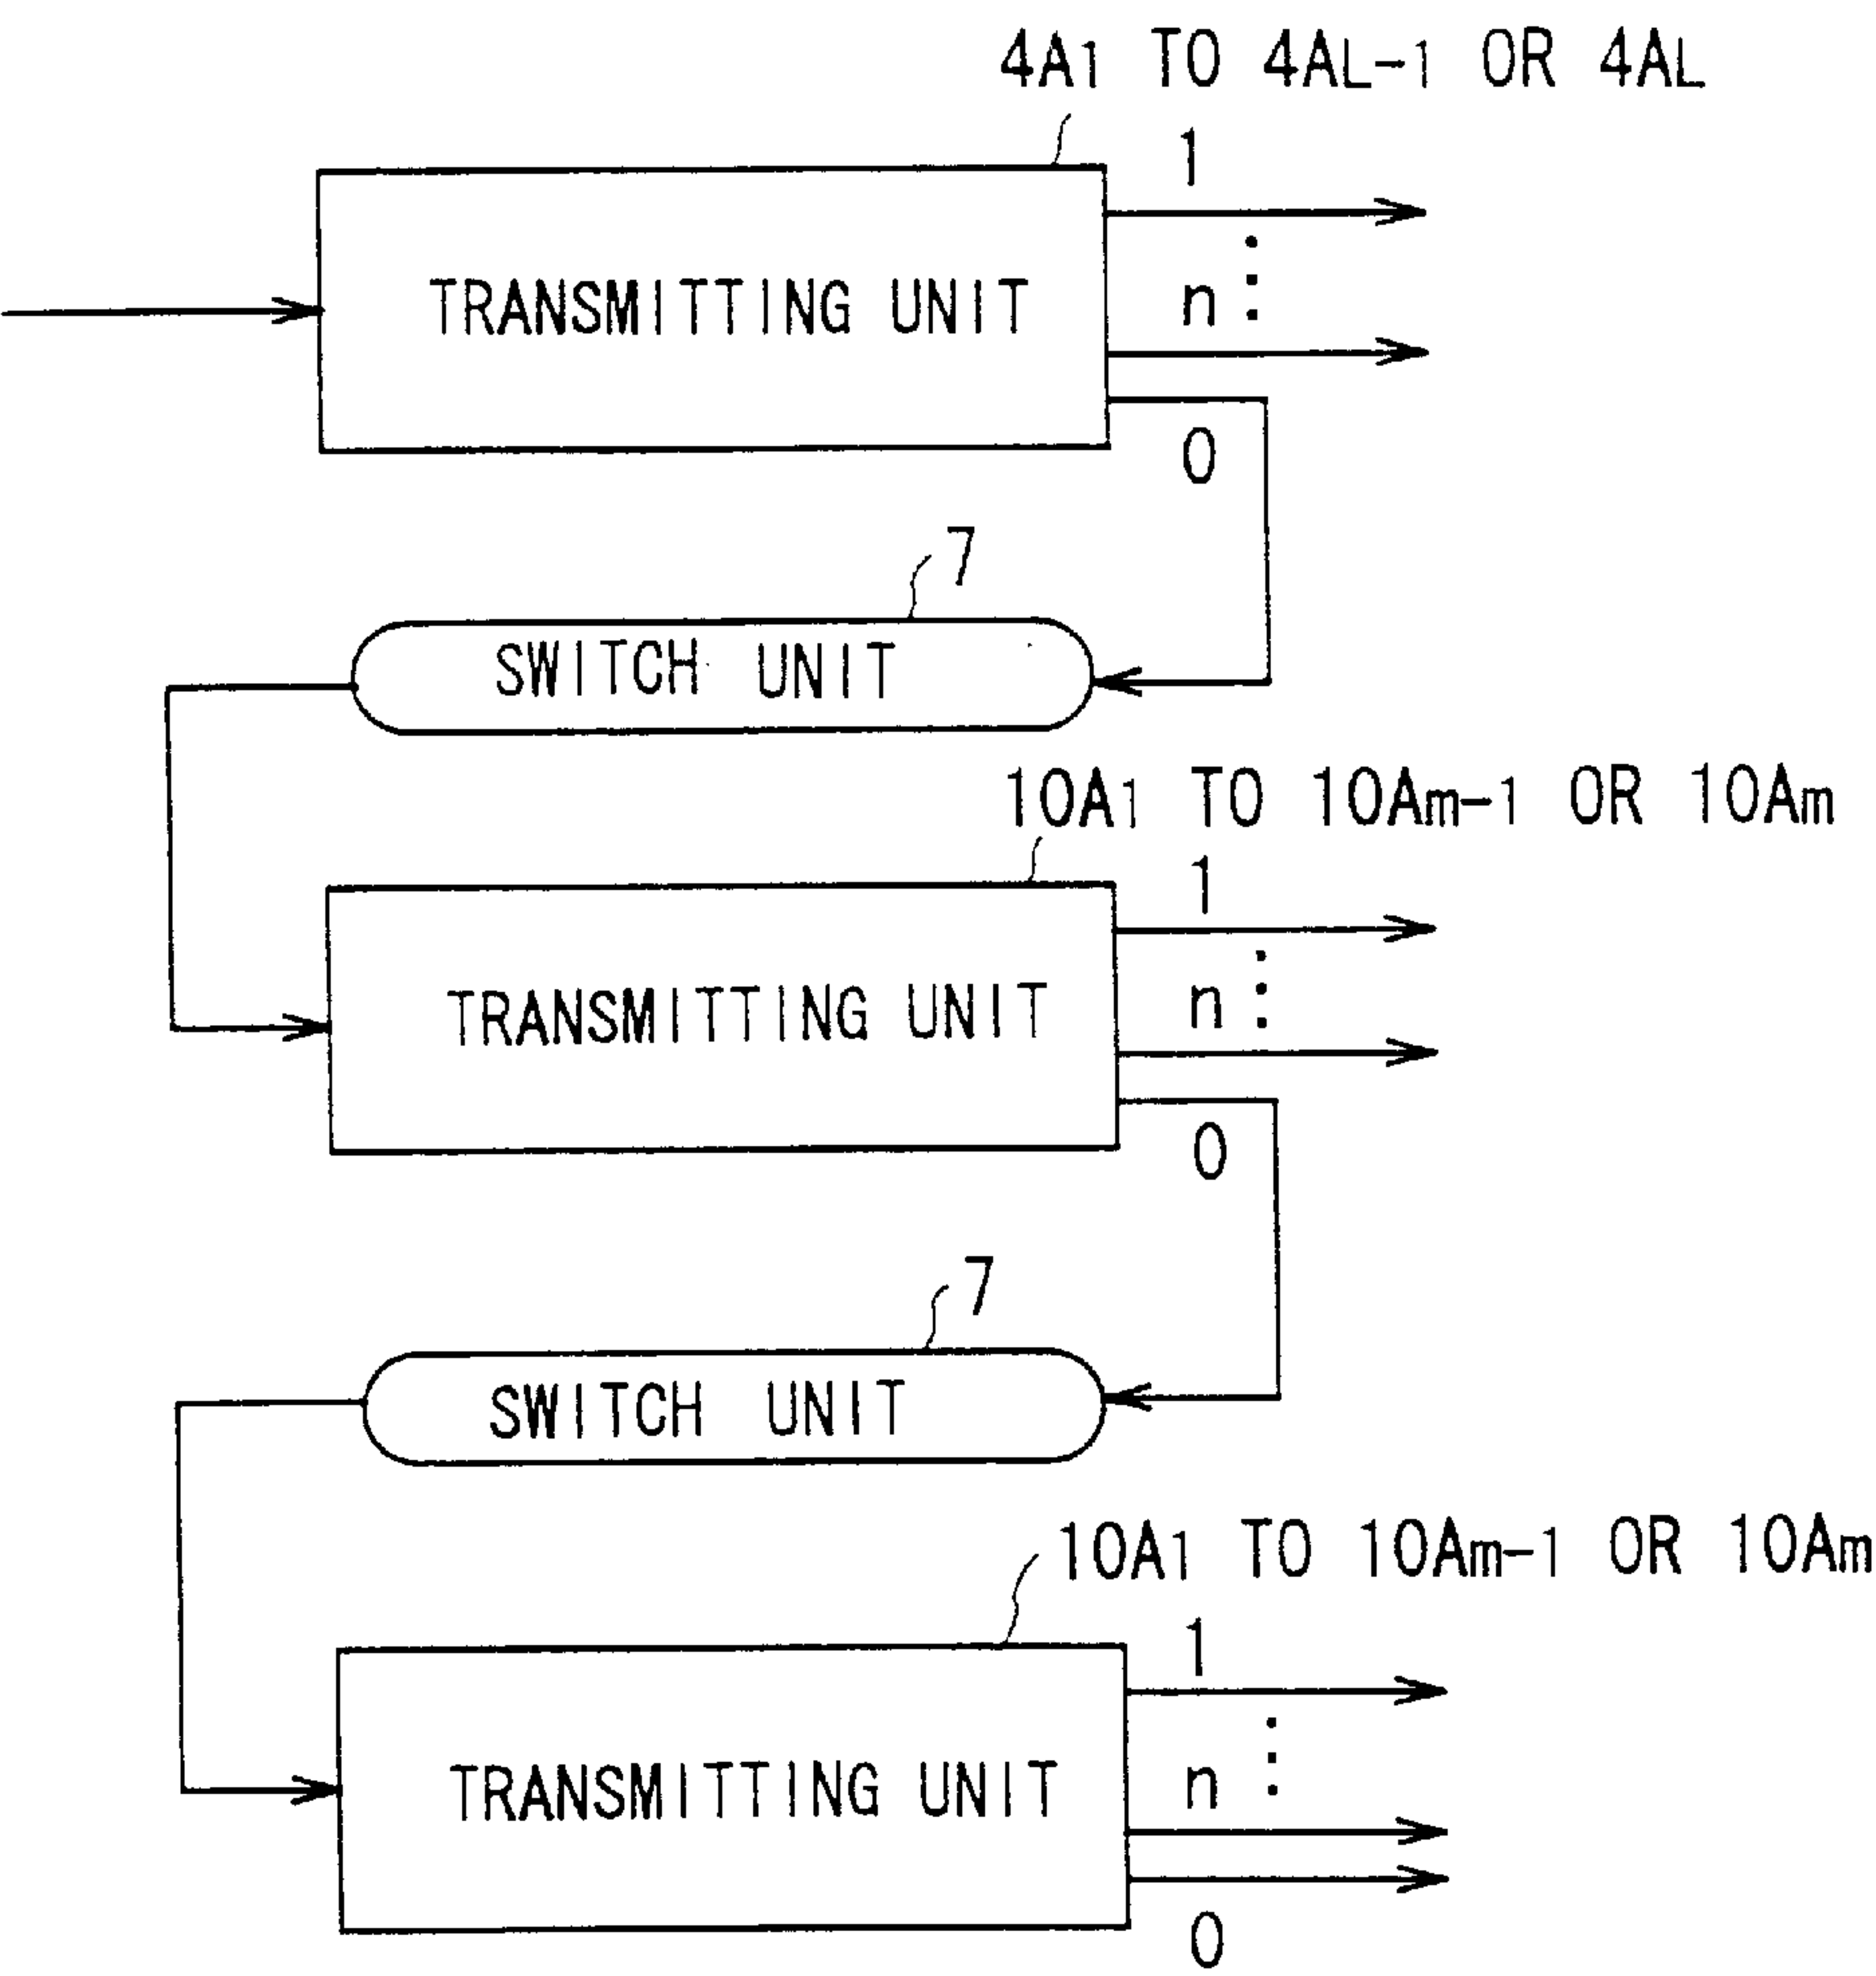 4A1 TO 4AL-1 OR 4AL
1
TRANSMITTING UNIT
n
0
7
SWITCH UNIT
10A1 TO 10Am-1 OR 10Am
1
TRANSMITTING UNIT
n
0
7
SWITCH UNIT
10A1 TO 10Am-1 OR 10Am
1
TRANSMITTING UNIT
n
0